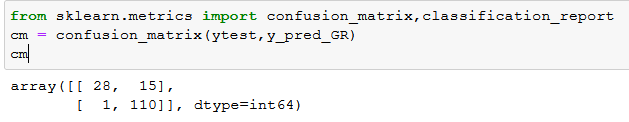 from sklearn.metrics import confusion_matrix,classification_report
cm = confusion_matrix(ytest,y_pred_GR)
cm
array([[ 28,  15],
       [  1, 110]], dtype=int64)